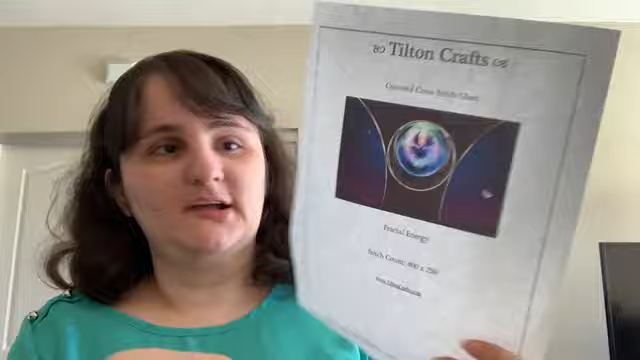 Tilton Crafts
Counted Cross Stitch Chart
Fractal Energy
Stitch Count: 400 x 250